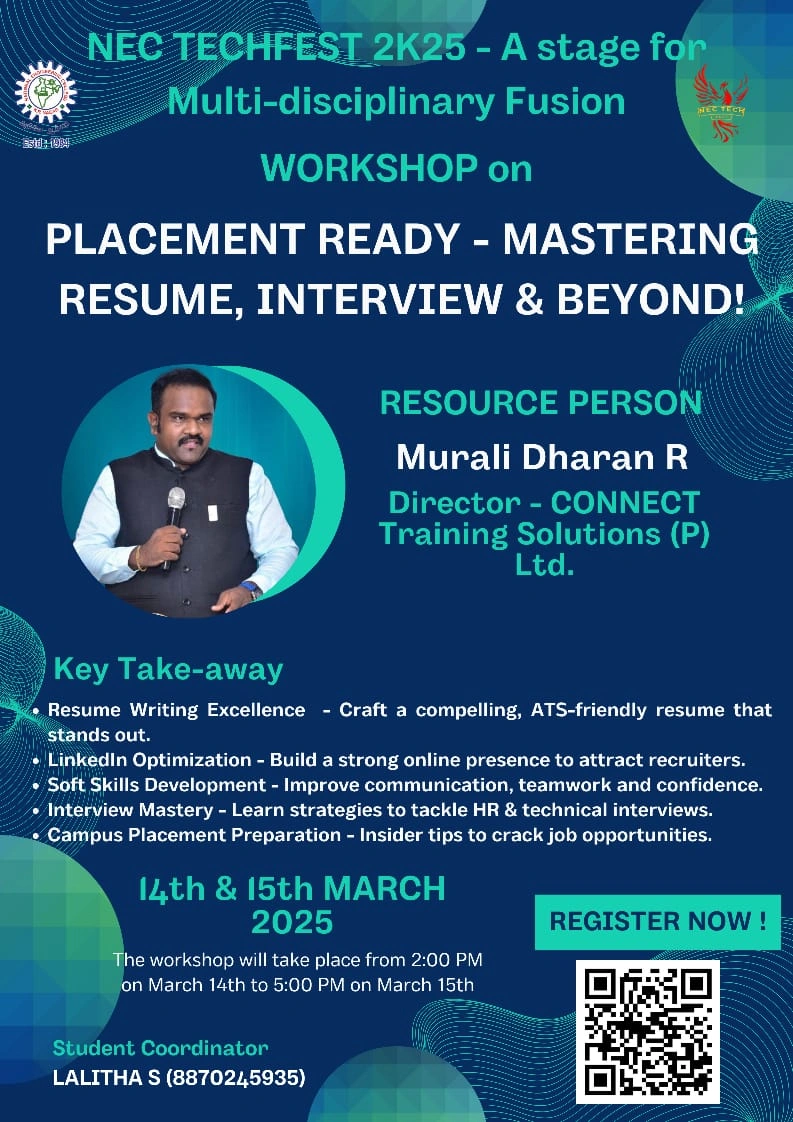 NEC TECHFEST 2K25 - A stage for
Multi-disciplinary Fusion
Estd : 1984
NEC TECH
WORKSHOP on
PLACEMENT READY - MASTERING
RESUME, INTERVIEW & BEYOND!
RESOURCE PERSON
Murali Dharan R
Director - CONNECT
Training Solutions (P)
Ltd.
Key Take-away
• Resume Writing Excellence - Craft a compelling, ATS-friendly resume that
stands out.
• LinkedIn Optimization - Build a strong online presence to attract recruiters.
• Soft Skills Development - Improve communication, teamwork and confidence.
• Interview Mastery - Learn strategies to tackle HR & technical interviews.
• Campus Placement Preparation - Insider tips to crack job opportunities.
14th & 15th MARCH
2025
The workshop will take place from 2:00 PM
on March 14th to 5:00 PM on March 15th
REGISTER NOW !
Student Coordinator
LALITHA S (8870245935)